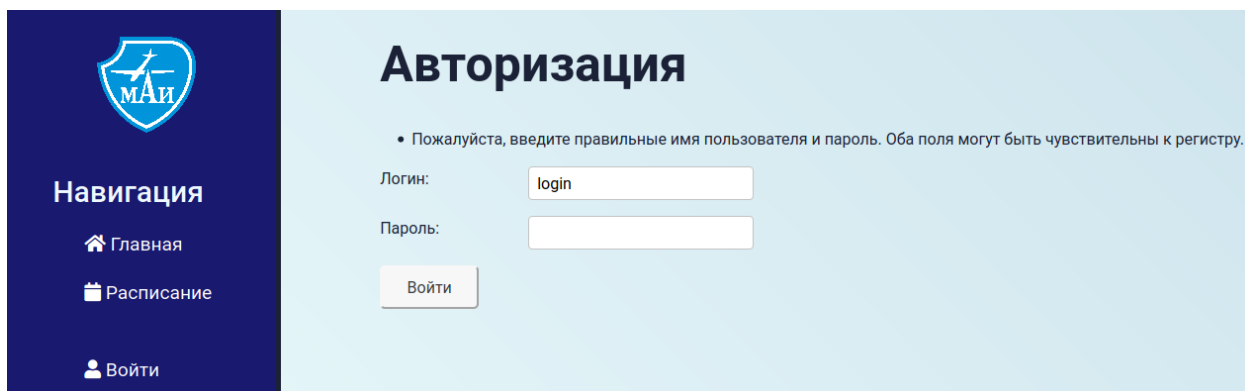 МАИ
Навигация
Главная
Расписание
Войти
Авторизация
• Пожалуйста, введите правильные имя пользователя и пароль. Оба поля могут быть чувствительны к регистру.
Логин:
login
Пароль:
Войти